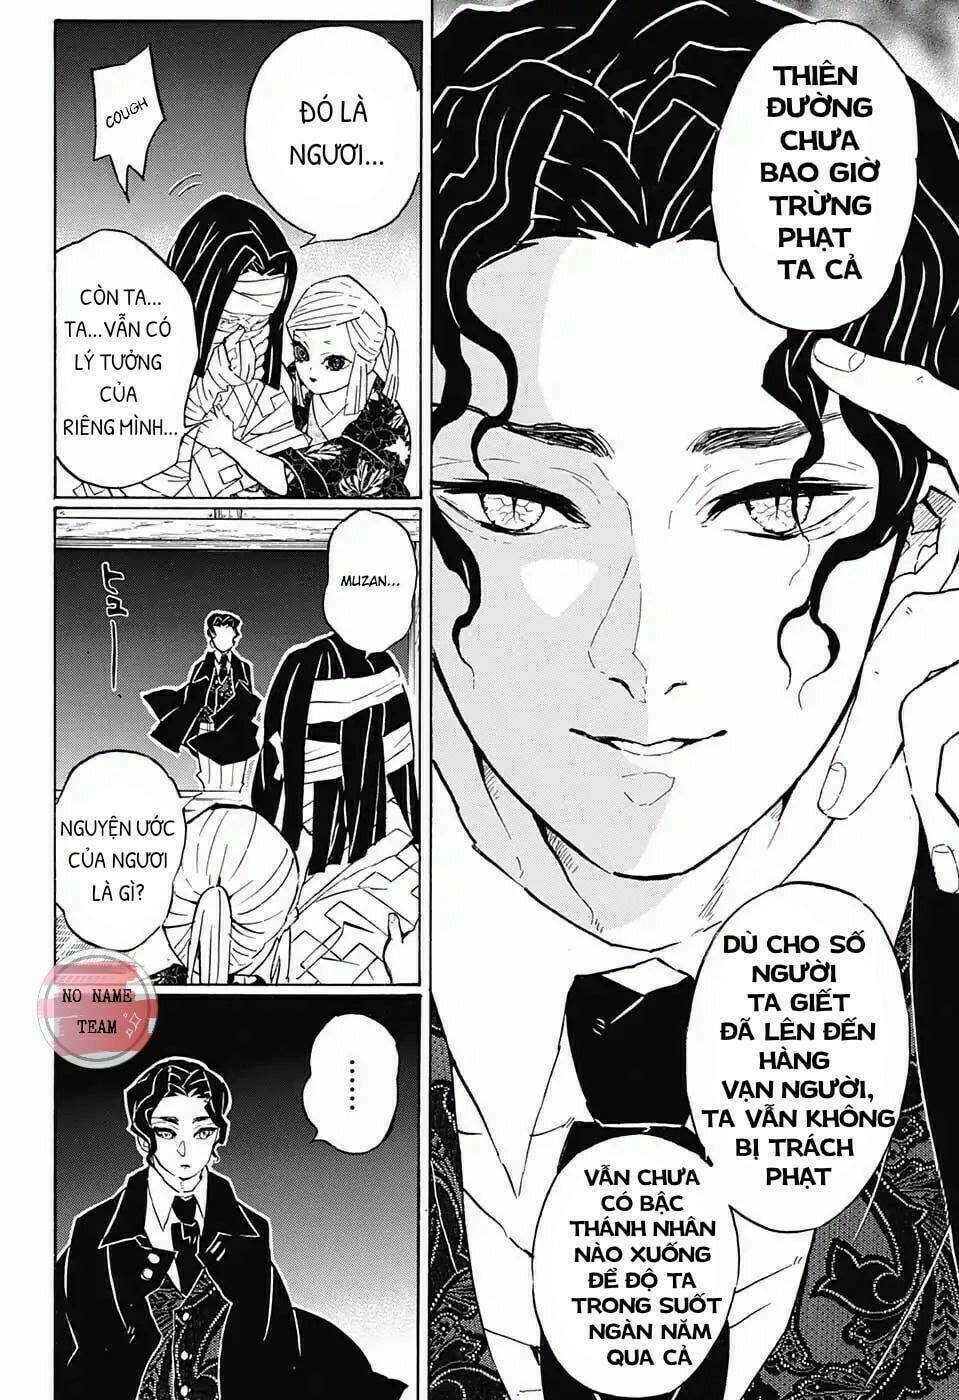 THIÊN
ĐƯỜNG
CHƯA
BAO GIỜ
TRỪNG
PHẠT
TA CẢ
DÙ CHO SỐ
NGƯỜI
TA GIẾT
ĐÃ LÊN ĐẾN
HÀNG
VẠN NGƯỜI,
TA VẪN KHÔNG
BỊ TRÁCH
PHẠT
VẪN CHƯA
CÓ BẬC
THÁNH NHÂN
NÀO XUỐNG
ĐỂ ĐỘ TA
TRONG SUỐT
NGÀN NĂM
QUA CẢ
ĐÓ LÀ
NGƯƠI...
COUGH
CÒN TA...
TA...VẪN CÓ
LÝ TƯỞNG
CỦA
RIÊNG MÌNH...
MUZAN...
ヒュー
NGUYỆN ƯỚC
CỦA NGƯƠI
LÀ GÌ?
NO NAME
TEAM
......